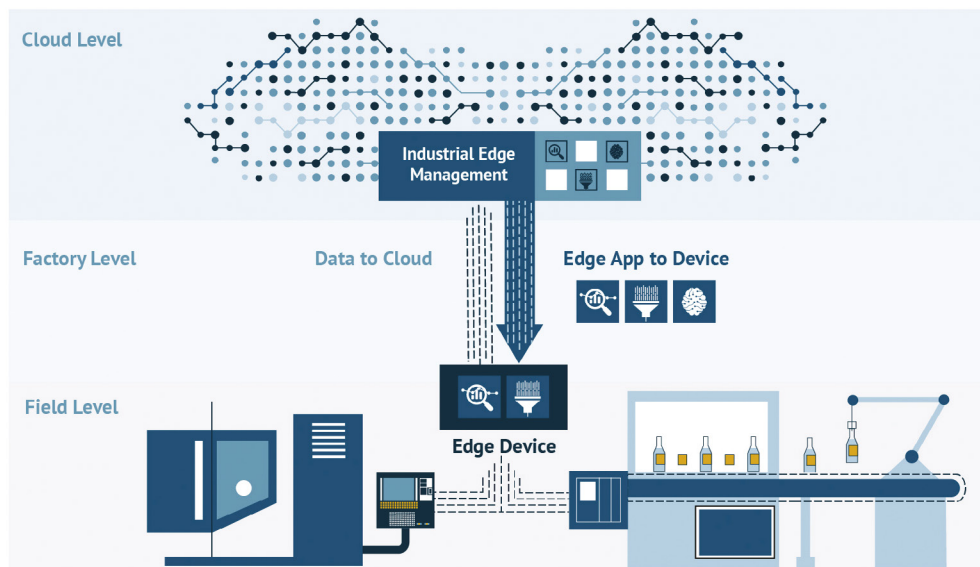 Cloud Level
Industrial Edge
Management
Factory Level
Data to Cloud
Edge App to Device
Field Level
Edge Device